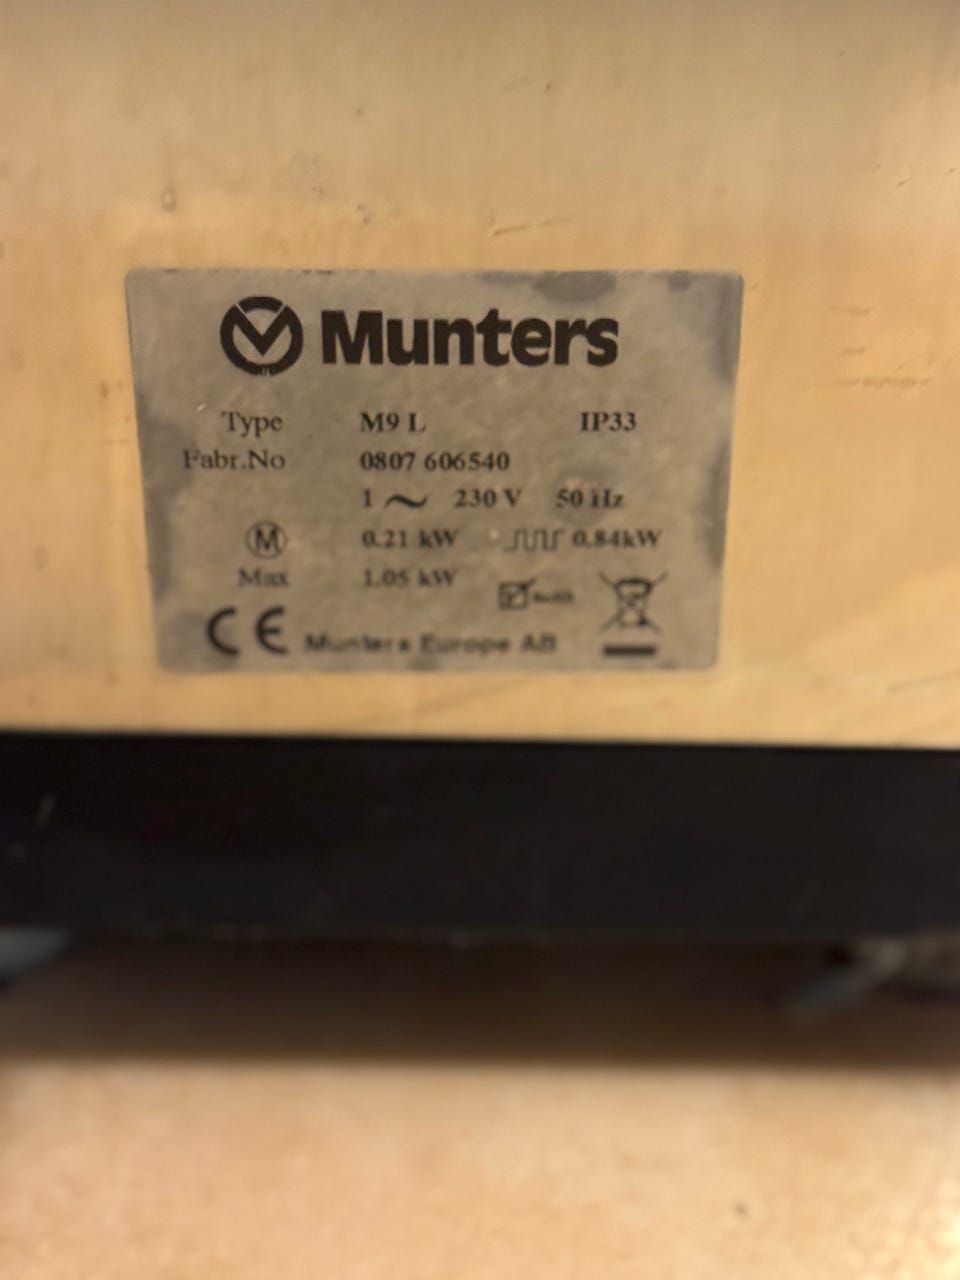 Munters
Type M9 L IP33
Fabr.No 0807 606540
1 ~ 230 V 50 Hz
M 0.21 kW 0.84kW
Max 1.05 kW RoHS
CE Munters Europe AB